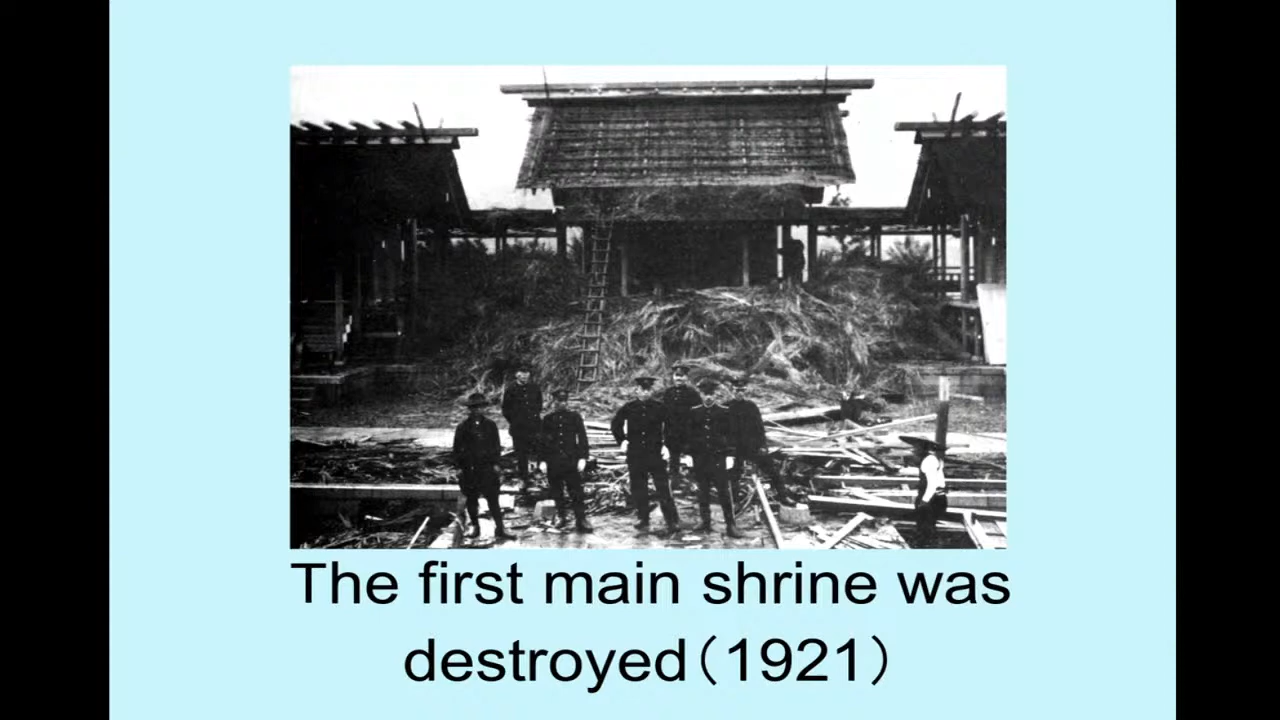 The first main shrine was
destroyed（1921）